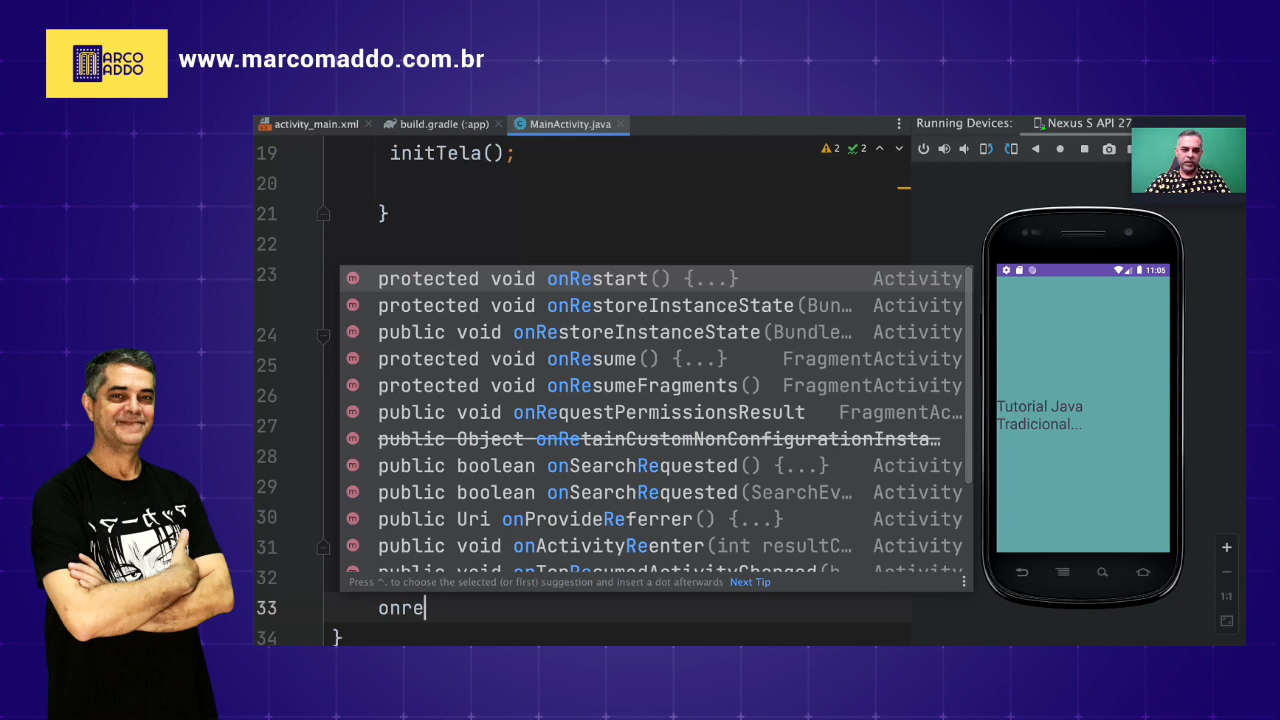 MARCO
MADDO
www.marcomaddo.com.br
activity_main.xml
build.gradle (:app)
MainActivity.java
Running Devices:
Nexus S API 27
19
initTela();
2
2
20
21
}
22
23
protected void onRestart() {...} Activity
protected void onRestoreInstanceState(Bun… Activity
24
public void onRestoreInstanceState(Bundle… Activity
25
protected void onResume() {...} FragmentActivity
26
protected void onResumeFragments() FragmentActivity
27
public void onRequestPermissionsResult FragmentAc…
28
public Object onRetainCustomNonConfigurationInsta…
29
public boolean onSearchRequested() {...} Activity
public boolean onSearchRequested(SearchEv… Activity
30
public Uri onProvideReferrer() {...} Activity
31
public void onActivityReenter(int resultC… Activity
32
Press ^. to choose the selected (or first) suggestion and insert a dot afterwards Next Tip
33
onre
34
}
11:05
Tutorial Java
Tradicional...
1:1